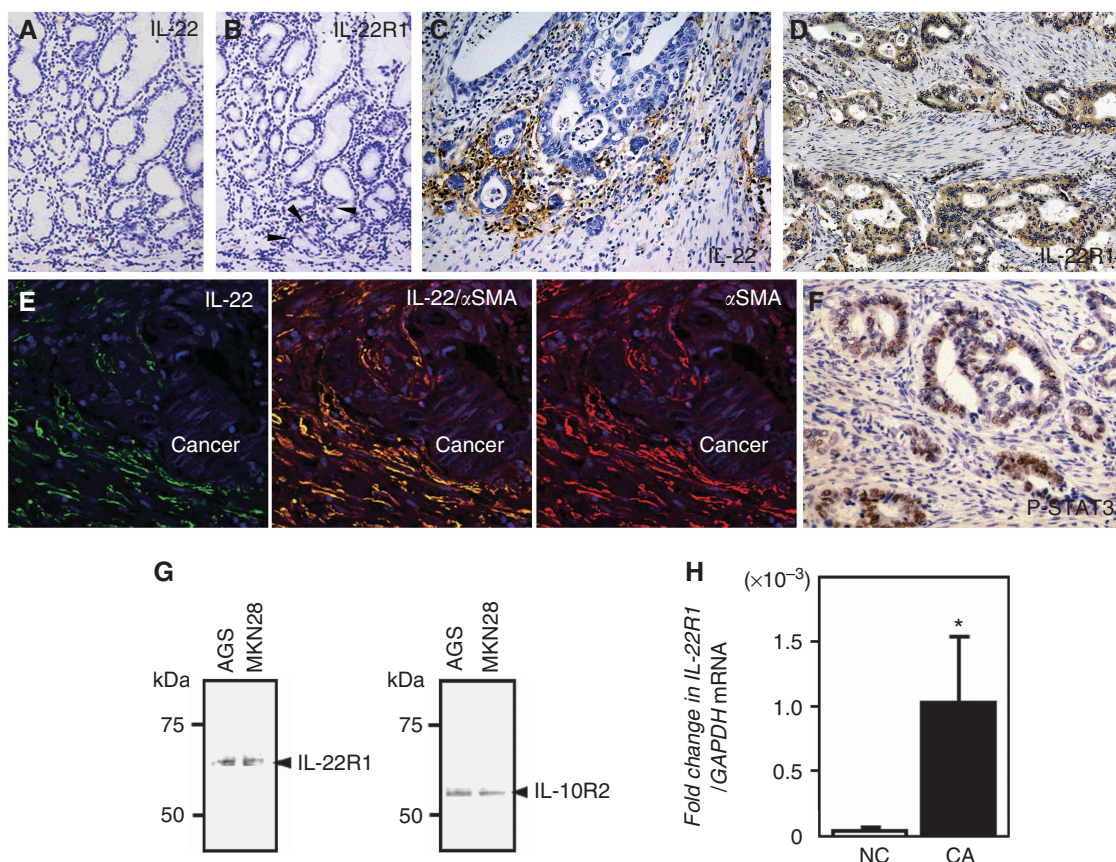 A
IL-22
B
IL-22R1
C
IL-22
D
IL-22R1
E
IL-22
Cancer
IL-22/αSMA
Cancer
αSMA
Cancer
F
P-STAT3
G
AGS
MKN28
kDa
75
50
IL-22R1
AGS
MKN28
kDa
75
50
IL-10R2
H
(×10⁻³)
Fold change in IL-22R1
/GAPDH mRNA
1.5
1.0
0.5
0
*
NC
CA